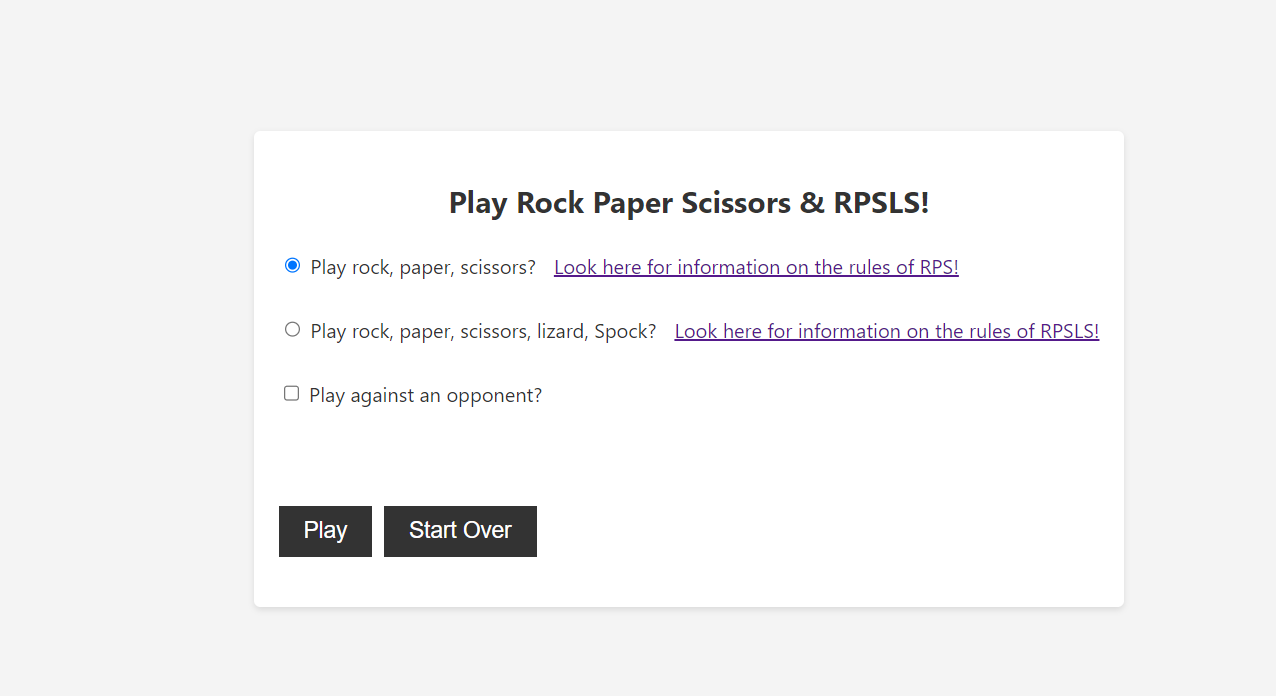 Play Rock Paper Scissors & RPSLS!
Play rock, paper, scissors? Look here for information on the rules of RPS!
Play rock, paper, scissors, lizard, Spock? Look here for information on the rules of RPSLS!
Play against an opponent?
Play Start Over